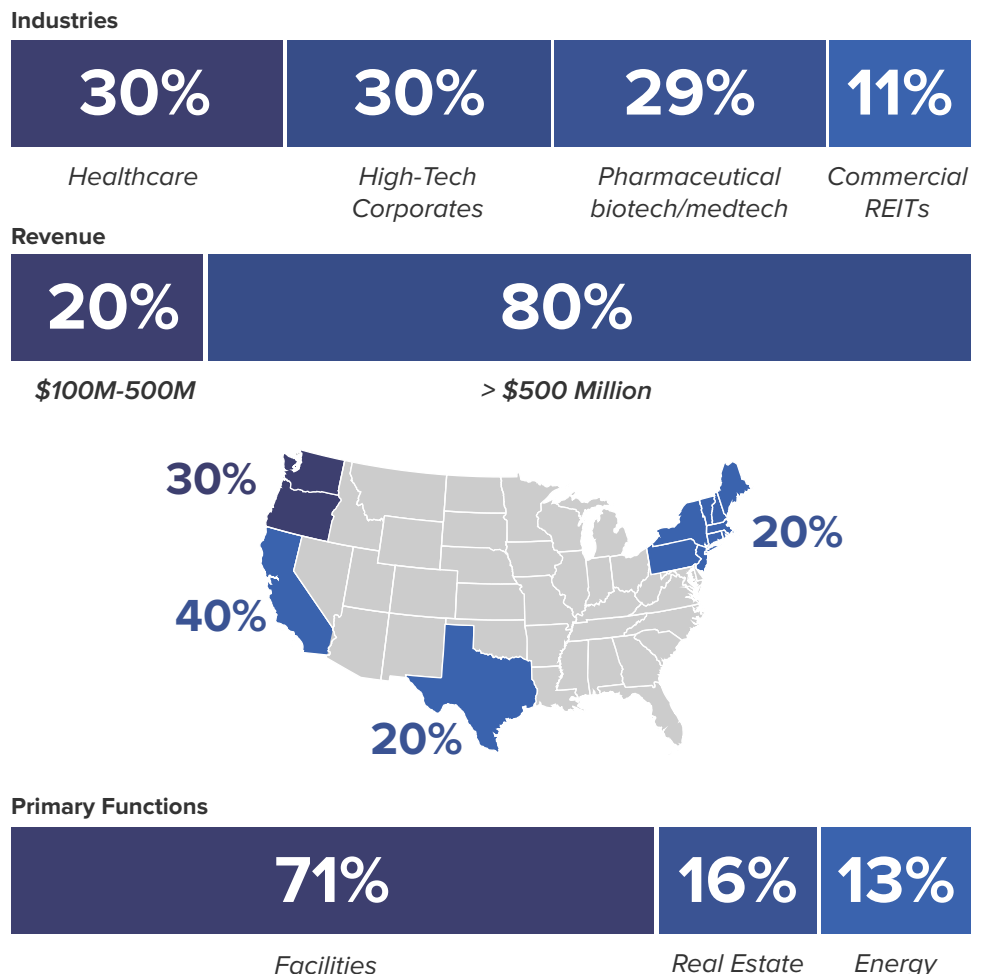 Industries
30% 30% 29% 11%
Healthcare High-Tech Pharmaceutical Commercial
Corporates biotech/medtech REITs
Revenue
20% 80%
$100M-500M > $500 Million
30%
20%
40%
20%
Primary Functions
71% 16% 13%
Facilities Real Estate Energy